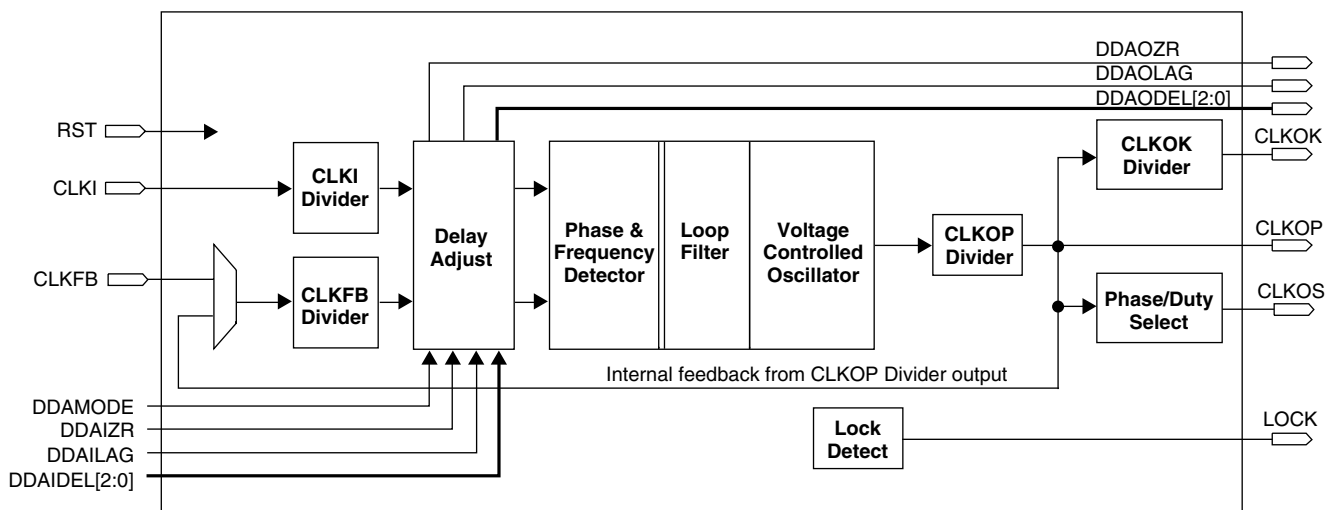 DDAOZR
DDAOLAG
DDAODEL[2:0]
RST
CLKOK
Divider
CLKOK
CLKI
CLKI
Divider
Delay
Adjust
Phase &
Frequency
Detector
Loop
Filter
Voltage
Controlled
Oscillator
CLKOP
Divider
CLKOP
CLKFB
CLKFB
Divider
Phase/Duty
Select
CLKOS
Internal feedback from CLKOP Divider output
DDAMODE
DDAIZR
DDAILAG
DDAIDEL[2:0]
Lock
Detect
LOCK